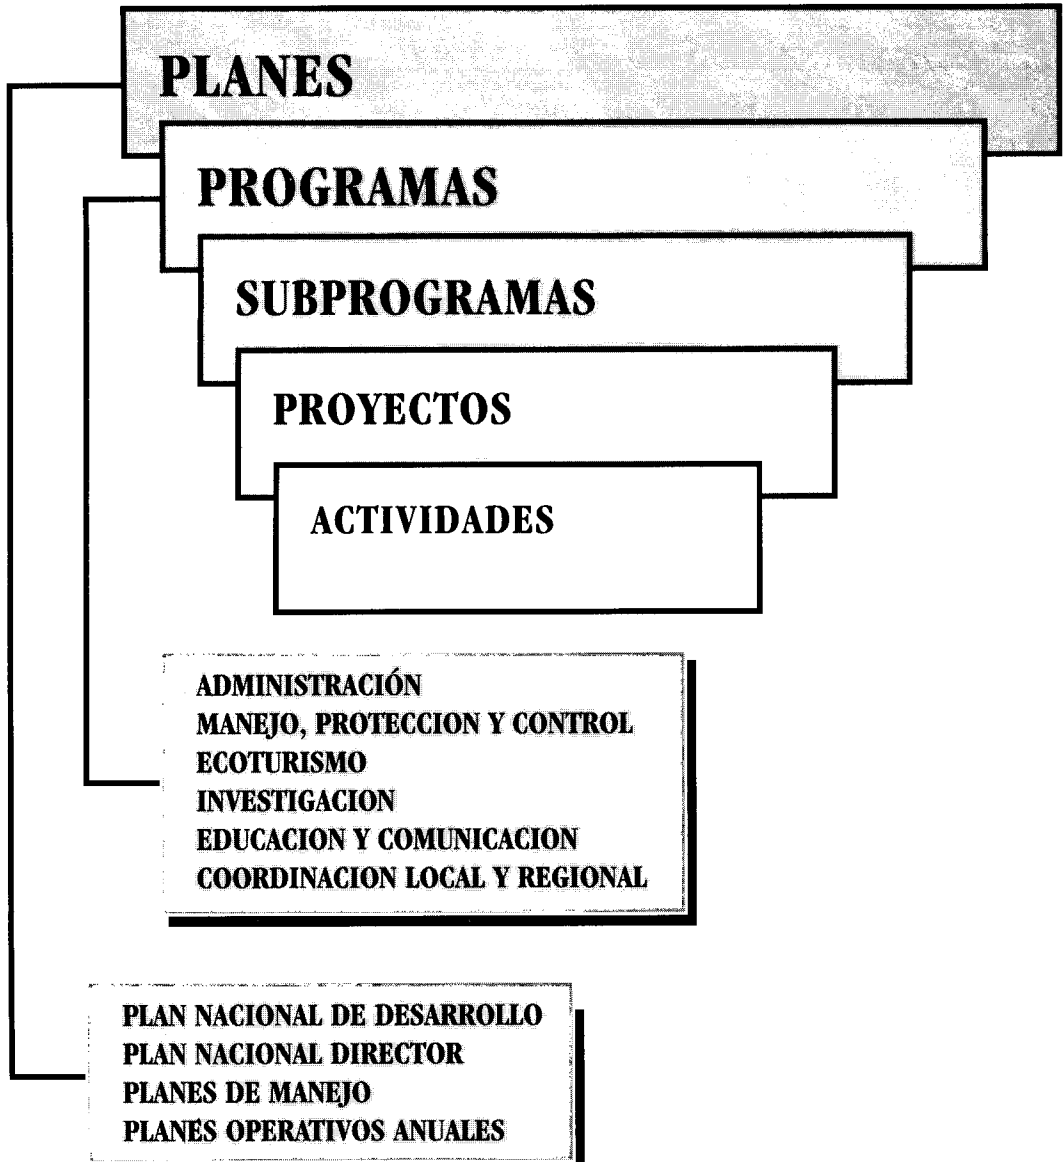 PLANES
PROGRAMAS
SUBPROGRAMAS
PROYECTOS
ACTIVIDADES
ADMINISTRACIÓN
MANEJO, PROTECCION Y CONTROL
ECOTURISMO
INVESTIGACION
EDUCACION Y COMUNICACION
COORDINACION LOCAL Y REGIONAL
PLAN NACIONAL DE DESARROLLO
PLAN NACIONAL DIRECTOR
PLANES DE MANEJO
PLANES OPERATIVOS ANUALES